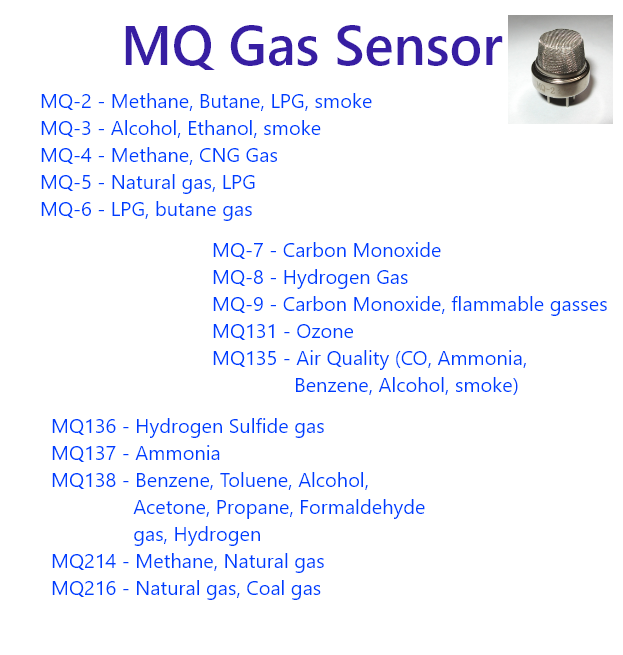 MQ Gas Sensor
MQ-2 - Methane, Butane, LPG, smoke
MQ-3 - Alcohol, Ethanol, smoke
MQ-4 - Methane, CNG Gas
MQ-5 - Natural gas, LPG
MQ-6 - LPG, butane gas
MQ-7 - Carbon Monoxide
MQ-8 - Hydrogen Gas
MQ-9 - Carbon Monoxide, flammable gasses
MQ131 - Ozone
MQ135 - Air Quality (CO, Ammonia,
Benzene, Alcohol, smoke)
MQ136 - Hydrogen Sulfide gas
MQ137 - Ammonia
MQ138 - Benzene, Toluene, Alcohol,
Acetone, Propane, Formaldehyde
gas, Hydrogen
MQ214 - Methane, Natural gas
MQ216 - Natural gas, Coal gas